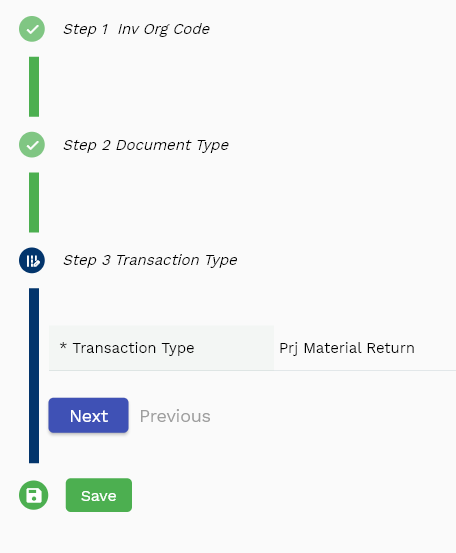 Step 1 Inv Org Code
Step 2 Document Type
Step 3 Transaction Type
* Transaction Type Prj Material Return
Next Previous
Save